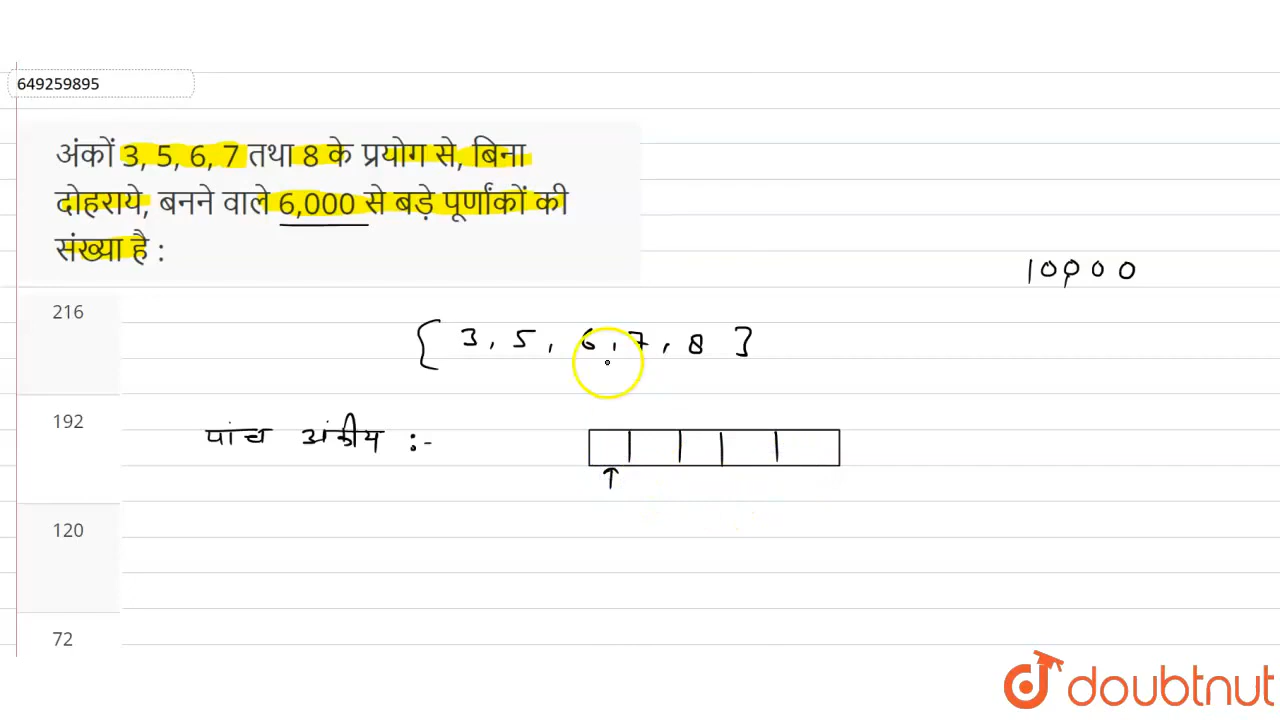 649259895
अंकों 3, 5, 6, 7 तथा 8 के प्रयोग से, बिना
दोहराये, बनने वाले 6,000 से बड़े पूर्णांकों की
संख्या है :
10000
216
{ 3, 5, 6, 7, 8 }
192
पांच अंकीय :-
120
72
doubtnut